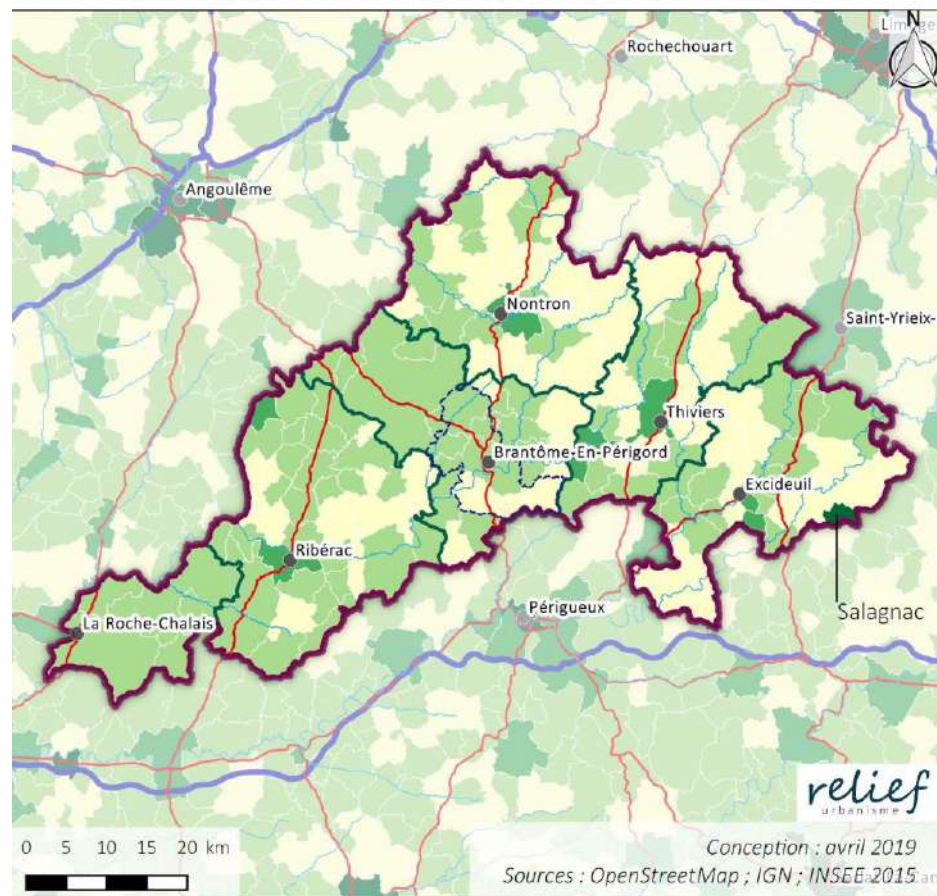 Limoge
N
Rochechouart
Angoulême
Nontron
Saint-Yrieix-
Thiviers
Brantôme-En-Périgord
Excideuil
Ribérac
Périgueux
La Roche-Chalais
Salagnac
relief
urbanisme
0 5 10 15 20 km
Conception : avril 2019
Sources : OpenStreetMap ; IGN ; INSEE 2015